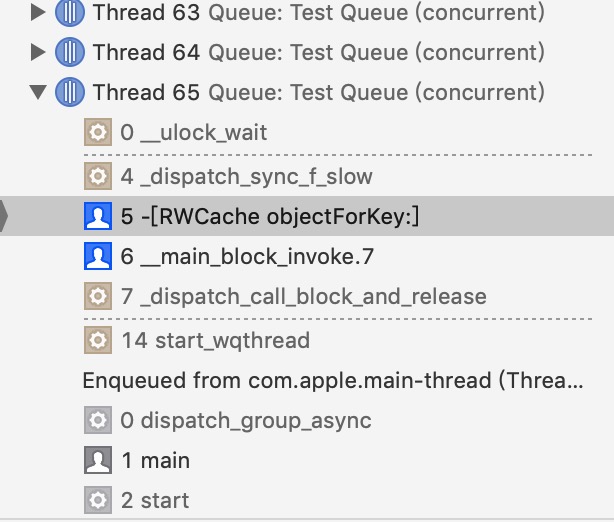 Thread 63 Queue: Test Queue (concurrent)
Thread 64 Queue: Test Queue (concurrent)
Thread 65 Queue: Test Queue (concurrent)
0 __ulock_wait
4 _dispatch_sync_f_slow
5 -[RWCache objectForKey:]
6 __main_block_invoke.7
7 _dispatch_call_block_and_release
14 start_wqthread
Enqueued from com.apple.main-thread (Threa...
0 dispatch_group_async
1 main
2 start